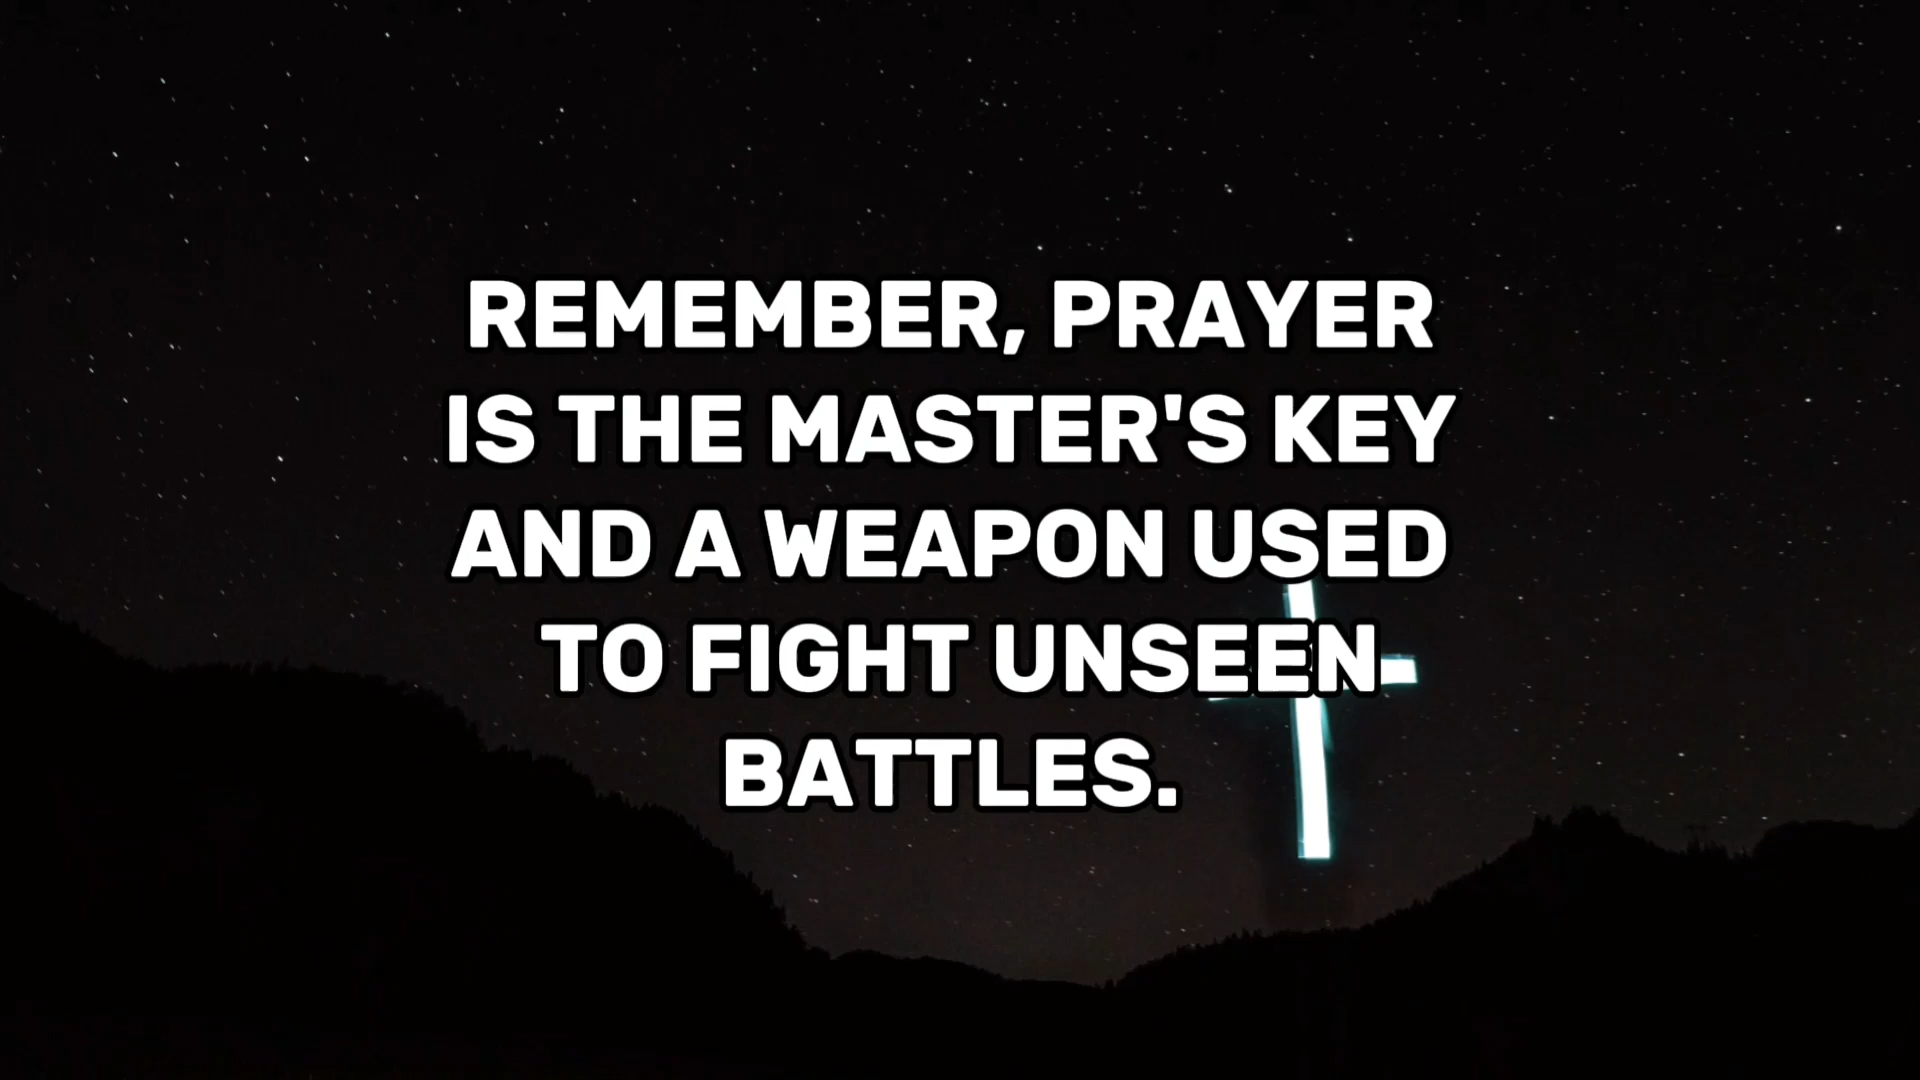 REMEMBER, PRAYER
IS THE MASTER'S KEY
AND A WEAPON USED
TO FIGHT UNSEEN
BATTLES.